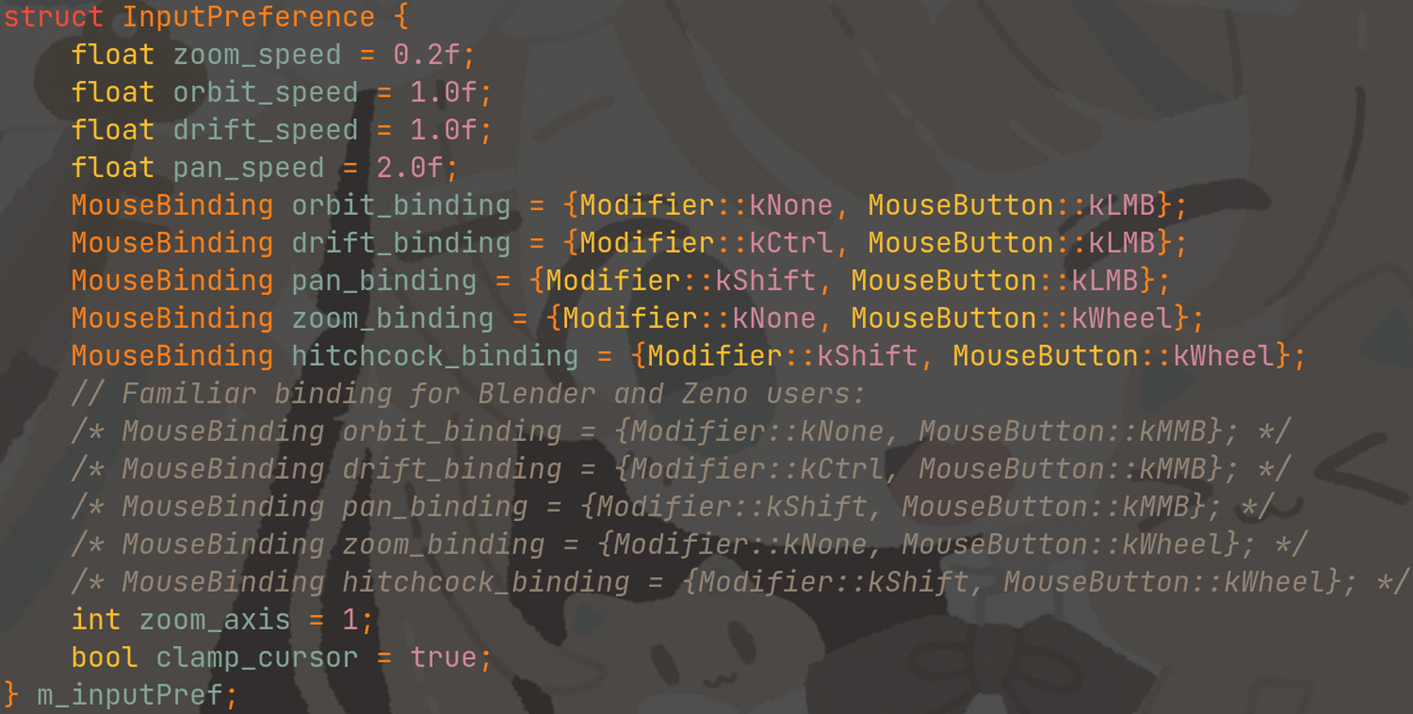 struct InputPreference {
    float zoom_speed = 0.2f;
    float orbit_speed = 1.0f;
    float drift_speed = 1.0f;
    float pan_speed = 2.0f;
    MouseBinding orbit_binding = {Modifier::kNone, MouseButton::kLMB};
    MouseBinding drift_binding = {Modifier::kCtrl, MouseButton::kLMB};
    MouseBinding pan_binding = {Modifier::kShift, MouseButton::kLMB};
    MouseBinding zoom_binding = {Modifier::kNone, MouseButton::kWheel};
    MouseBinding hitchcock_binding = {Modifier::kShift, MouseButton::kWheel};
    // Familiar binding for Blender and Zeno users:
    /* MouseBinding orbit_binding = {Modifier::kNone, MouseButton::kMMB}; */
    /* MouseBinding drift_binding = {Modifier::kCtrl, MouseButton::kMMB}; */
    /* MouseBinding pan_binding = {Modifier::kShift, MouseButton::kMMB}; */
    /* MouseBinding zoom_binding = {Modifier::kNone, MouseButton::kWheel}; */
    /* MouseBinding hitchcock_binding = {Modifier::kShift, MouseButton::kWheel}; */
    int zoom_axis = 1;
    bool clamp_cursor = true;
} m_inputPref;